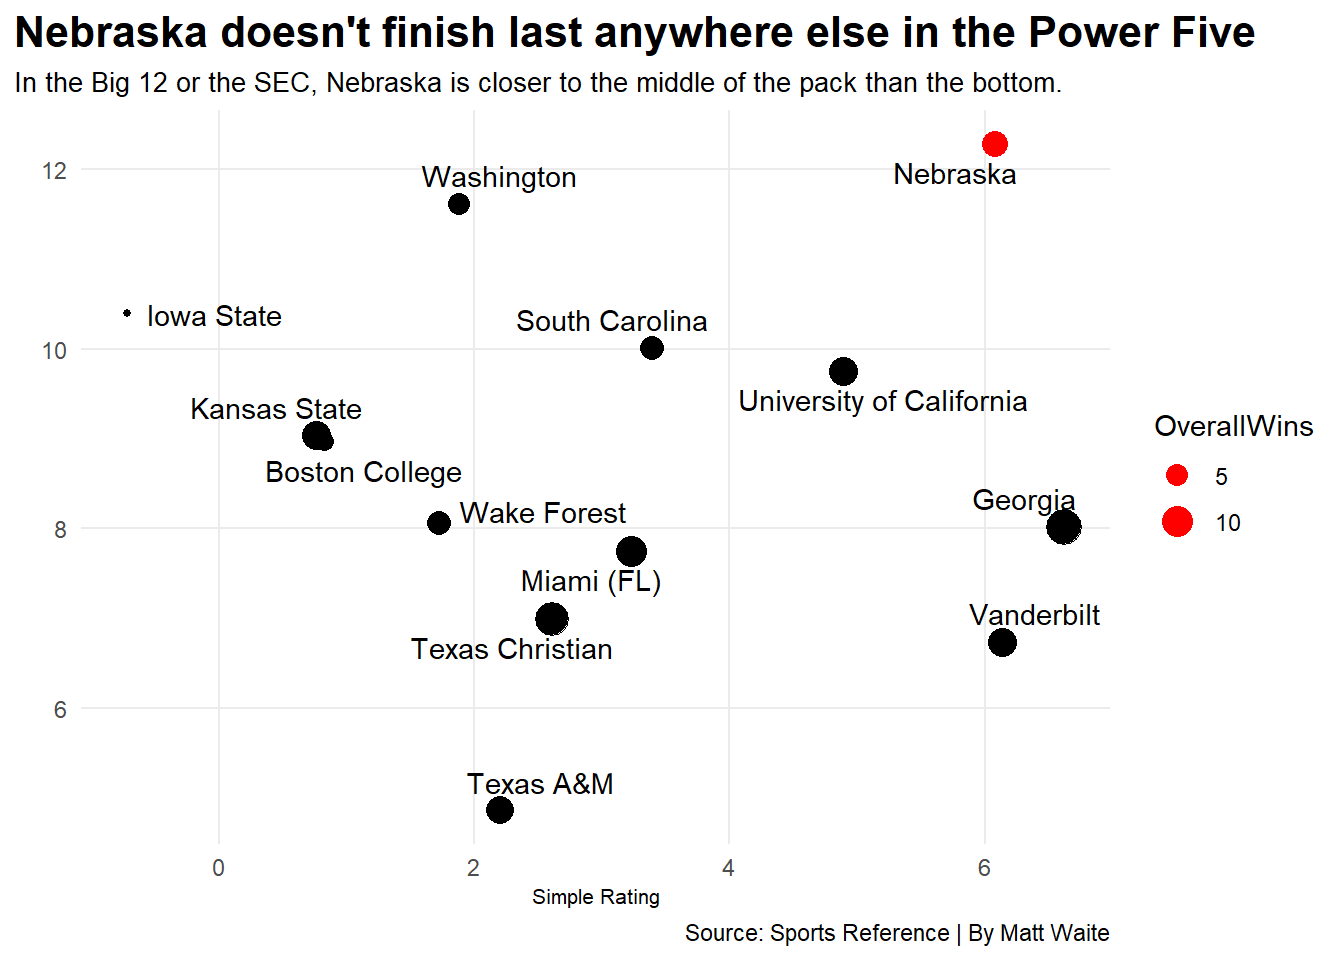 Nebraska doesn't finish last anywhere else in the Power Five
In the Big 12 or the SEC, Nebraska is closer to the middle of the pack than the bottom.
12
10
8
6
Washington
Nebraska
Iowa State
South Carolina
University of California
Kansas State
Boston College
Wake Forest
Georgia
Miami (FL)
Texas Christian
Vanderbilt
Texas A&M
0 2 4 6
Simple Rating
OverallWins
5
10
Source: Sports Reference | By Matt Waite